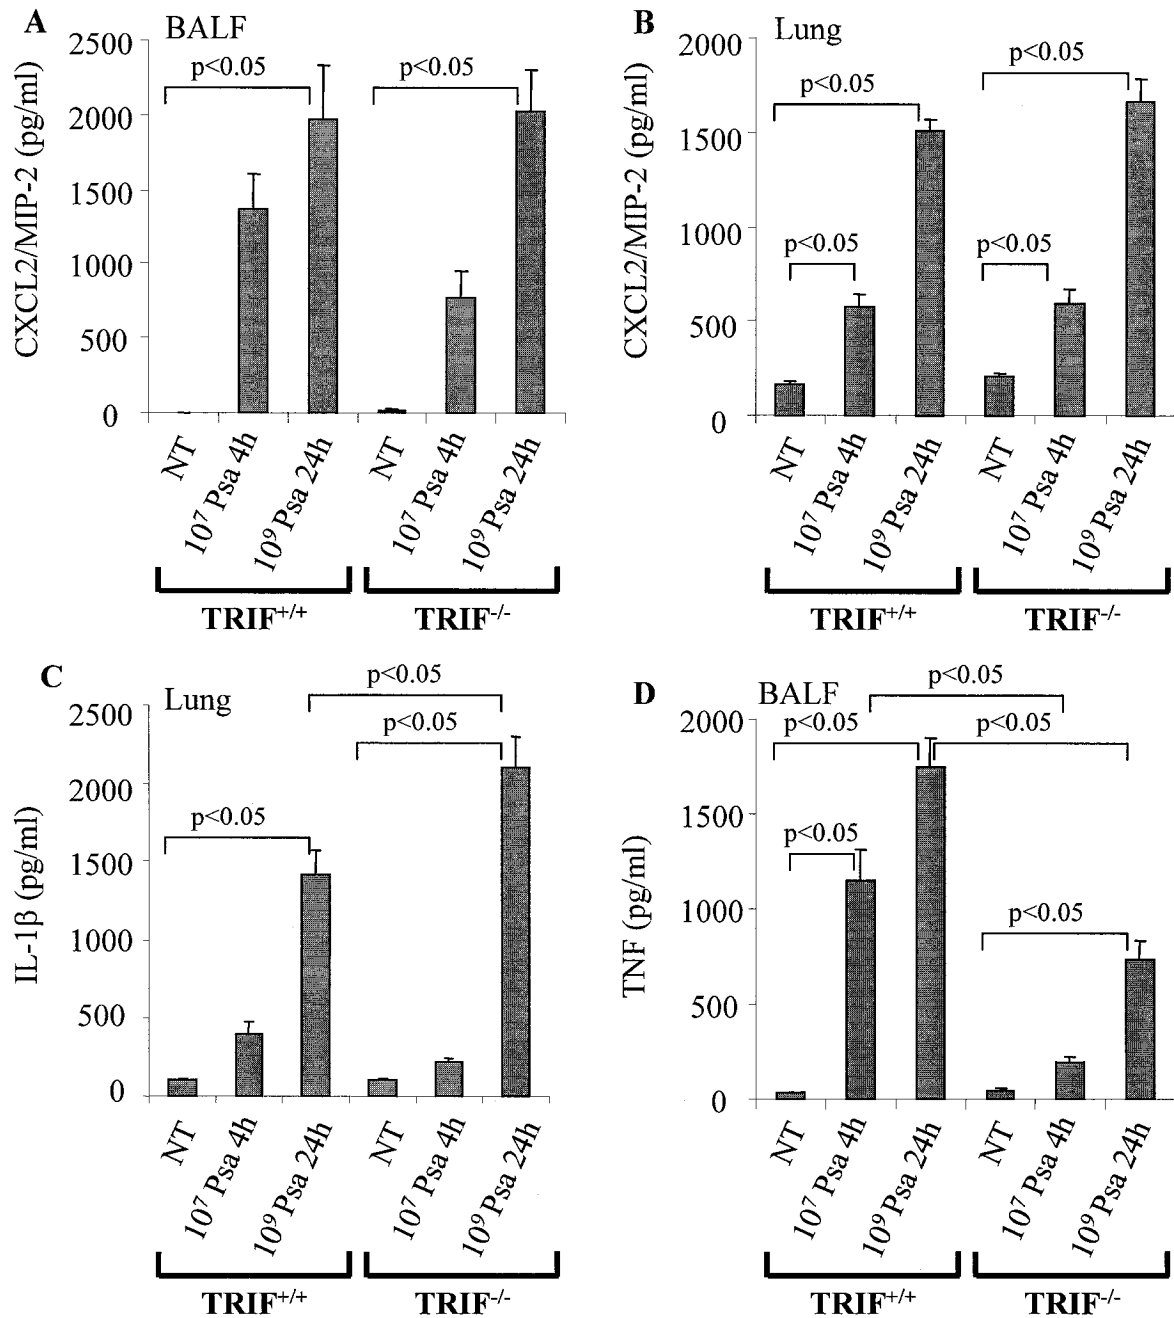 A
BALF
CXCL2/MIP-2 (pg/ml)
2500
2000
1500
1000
500
0
p<0.05
p<0.05
NT
10⁷ Psa 4h
10⁹ Psa 24h
NT
10⁷ Psa 4h
10⁹ Psa 24h
TRIF+/+
TRIF-/-
B
Lung
CXCL2/MIP-2 (pg/ml)
2000
1500
1000
500
0
p<0.05
p<0.05
p<0.05
p<0.05
NT
10⁷ Psa 4h
10⁹ Psa 24h
NT
10⁷ Psa 4h
10⁹ Psa 24h
TRIF+/+
TRIF-/-
C
Lung
IL-1β (pg/ml)
2500
2000
1500
1000
500
0
p<0.05
p<0.05
p<0.05
NT
10⁷ Psa 4h
10⁹ Psa 24h
NT
10⁷ Psa 4h
10⁹ Psa 24h
TRIF+/+
TRIF-/-
D
BALF
TNF (pg/ml)
2000
1500
1000
500
0
p<0.05
p<0.05
p<0.05
p<0.05
p<0.05
NT
10⁷ Psa 4h
10⁹ Psa 24h
NT
10⁷ Psa 4h
10⁹ Psa 24h
TRIF+/+
TRIF-/-